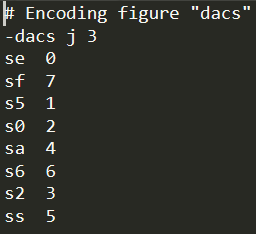 # Encoding figure "dacs"
-dacs j 3
se  0
sf  7
s5  1
s0  2
sa  4
s6  6
s2  3
ss  5